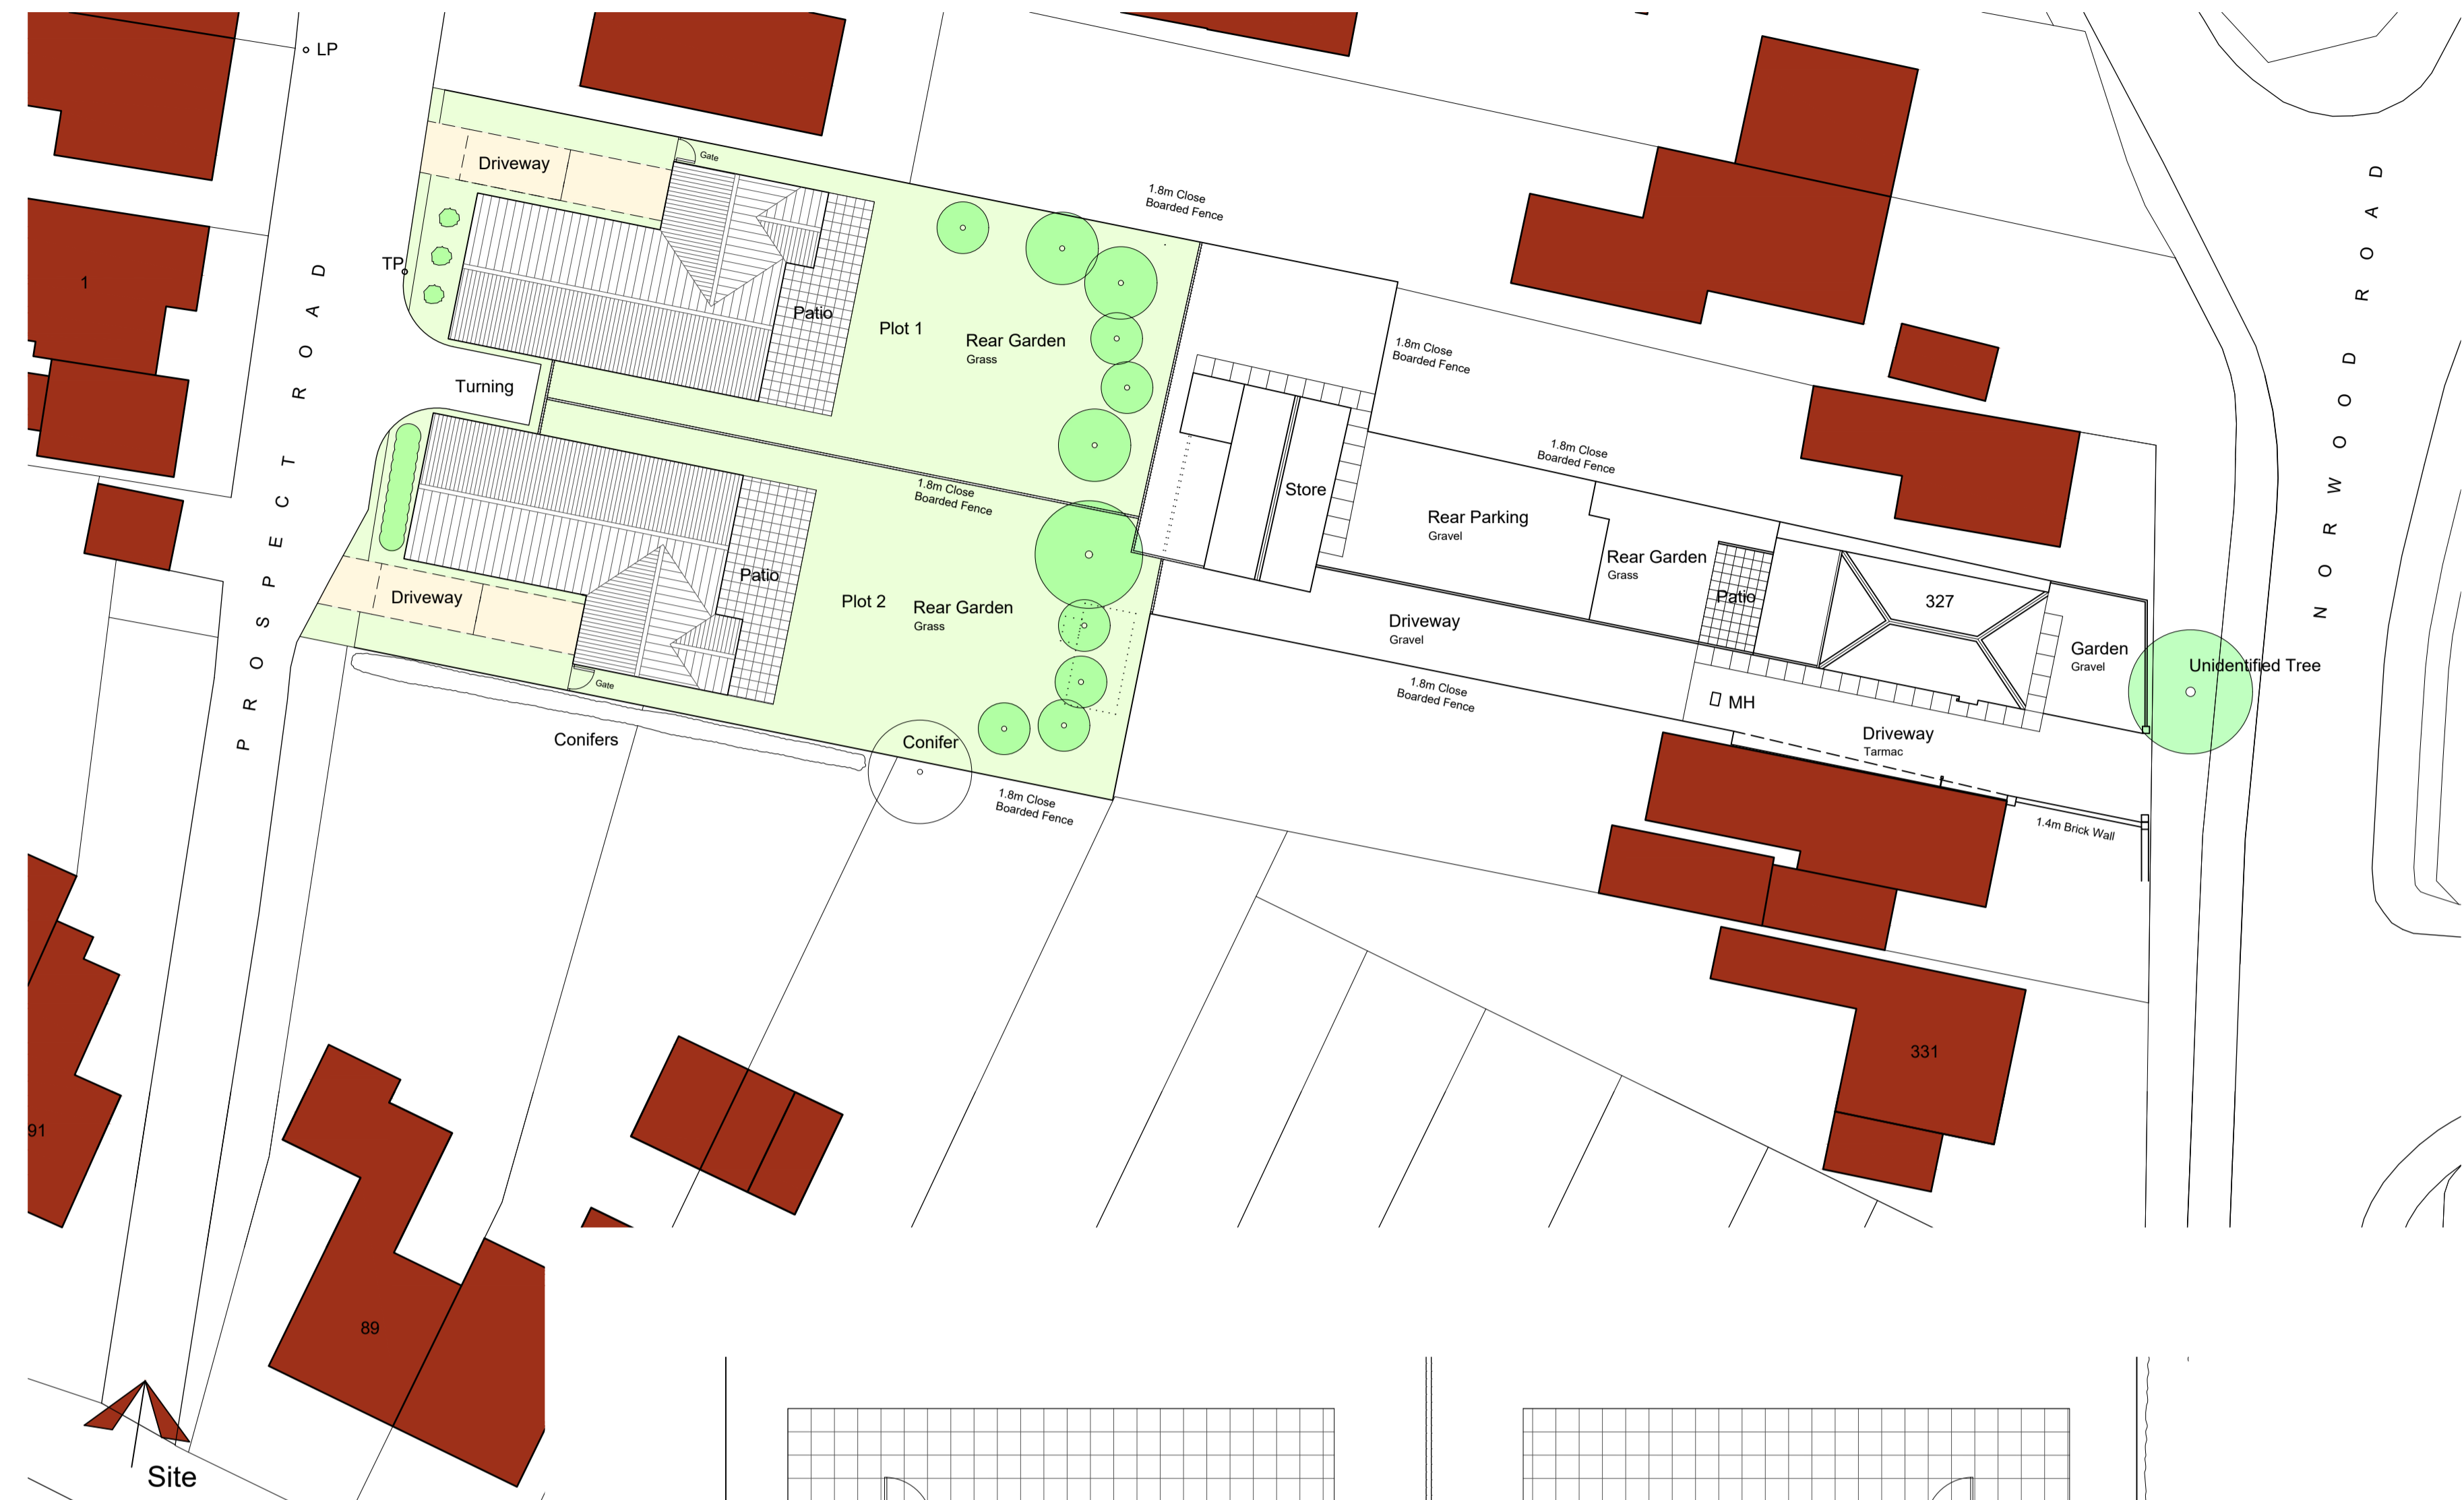 LP
Driveway
Gate
1.8m Close
Boarded Fence
TP
1
PROSPECT ROAD
NORWOOD ROAD
Patio
Plot 1
Rear Garden
Grass
Turning
1.8m Close
Boarded Fence
1.8m Close
Boarded Fence
1.8m Close
Boarded Fence
Store
Rear Parking
Gravel
Rear Garden
Grass
Patio
327
Patio
Driveway
Plot 2
Rear Garden
Grass
Driveway
Gravel
Garden
Gravel
Unidentified Tree
Gate
1.8m Close
Boarded Fence
MH
Conifers
Conifer
Driveway
Tarmac
1.8m Close
Boarded Fence
1.4m Brick Wall
331
91
89
Site